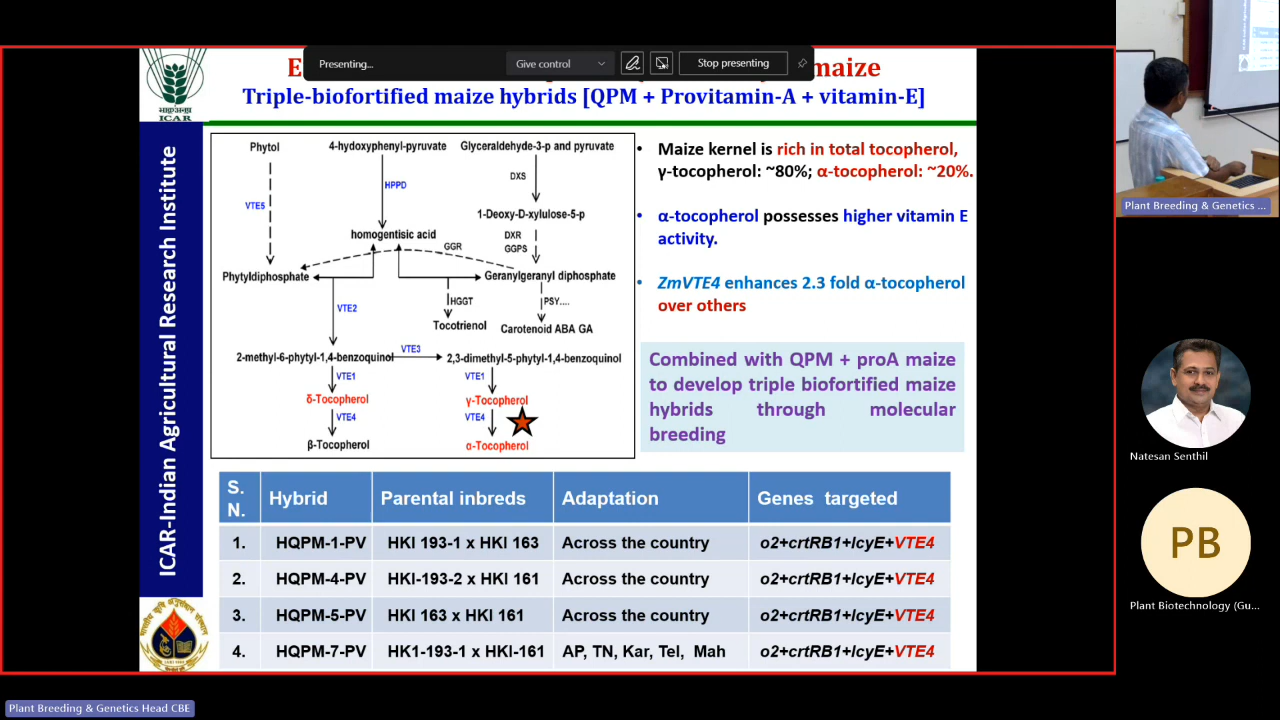 Presenting...
Give control
Stop presenting
maize
Triple-biofortified maize hybrids [QPM + Provitamin-A + vitamin-E]
ICAR
ICAR-Indian Agricultural Research Institute
Phytol
4-hydoxyphenyl-pyruvate
Glyceraldehyde-3-p and pyruvate
HPPD
DXS
VTE5
1-Deoxy-D-xylulose-5-p
homogentisic acid
DXR
GGR
GGPS
Phytyldiphosphate
Geranylgeranyl diphosphate
VTE2
HGGT
PSY....
Tocotrienol
Carotenoid ABA GA
VTE3
2-methyl-6-phytyl-1,4-benzoquinol
2,3-dimethyl-5-phytyl-1,4-benzoquinol
VTE1
VTE1
δ-Tocopherol
γ-Tocopherol
VTE4
VTE4
β-Tocopherol
α-Tocopherol
• Maize kernel is rich in total tocopherol,
γ-tocopherol: ~80%; α-tocopherol: ~20%.
• α-tocopherol possesses higher vitamin E
activity.
• ZmVTE4 enhances 2.3 fold α-tocopherol
over others
Combined with QPM + proA maize
to develop triple biofortified maize
hybrids through molecular
breeding
S. N. Hybrid Parental inbreds Adaptation Genes targeted
1. HQPM-1-PV HKI 193-1 x HKI 163 Across the country o2+crtRB1+lcyE+VTE4
2. HQPM-4-PV HKI-193-2 x HKI 161 Across the country o2+crtRB1+lcyE+VTE4
3. HQPM-5-PV HKI 163 x HKI 161 Across the country o2+crtRB1+lcyE+VTE4
4. HQPM-7-PV HK1-193-1 x HKI-161 AP, TN, Kar, Tel, Mah o2+crtRB1+lcyE+VTE4
Plant Breeding & Genetics ...
Natesan Senthil
PB
Plant Biotechnology (Gu...
Plant Breeding & Genetics Head CBE